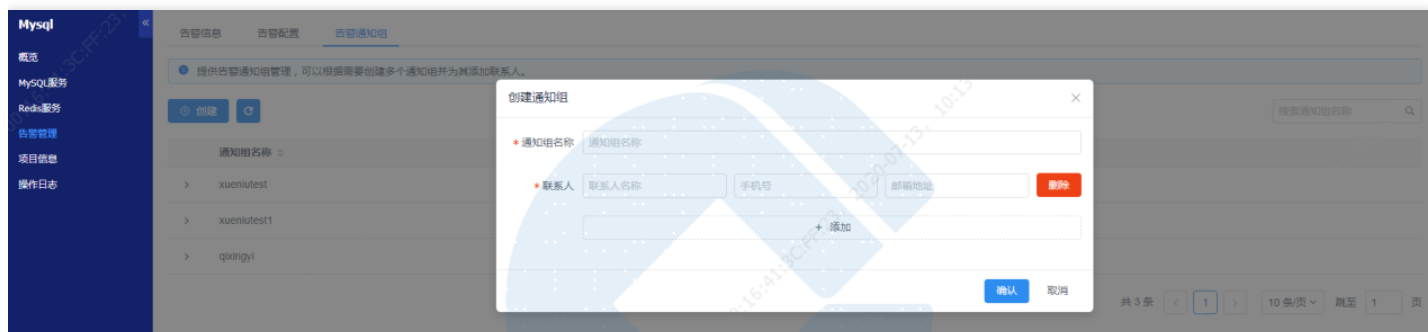 Mysql
概览
MySQL服务
Redis服务
告警管理
项目信息
操作日志
告警信息 告警配置 告警通知组
提供告警通知组管理，可以根据需要创建多个通知组并为其添加联系人。
创建
搜索通知组名称
通知组名称
xueniutest
xueniutest1
qixingyi
创建通知组
* 通知组名称 通知组名称
* 联系人 联系人名称 手机号 邮箱地址 删除
+ 添加
确认 取消
共 3 条 < 1 > 10 条/页 跳至 1 页